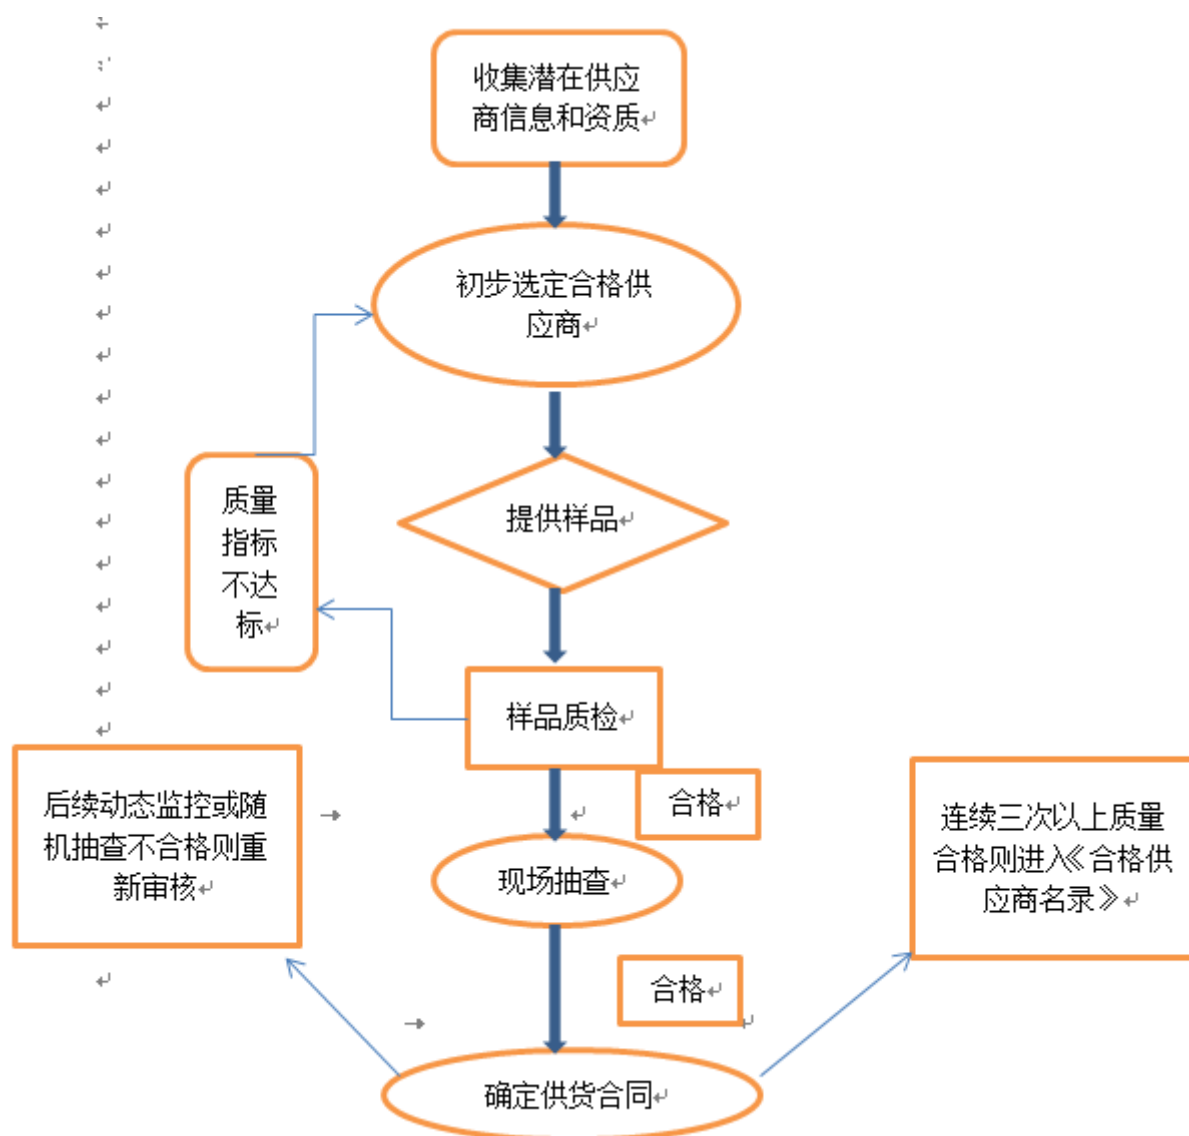 收集潜在供应
商信息和资质
初步选定合格供
应商
提供样品
质量
指标
不达
标
样品质检
合格
现场抽查
后续动态监控或随
机抽查不合格则重
新审核
连续三次以上质量
合格则进入《合格供
应商名录》
合格
确定供货合同